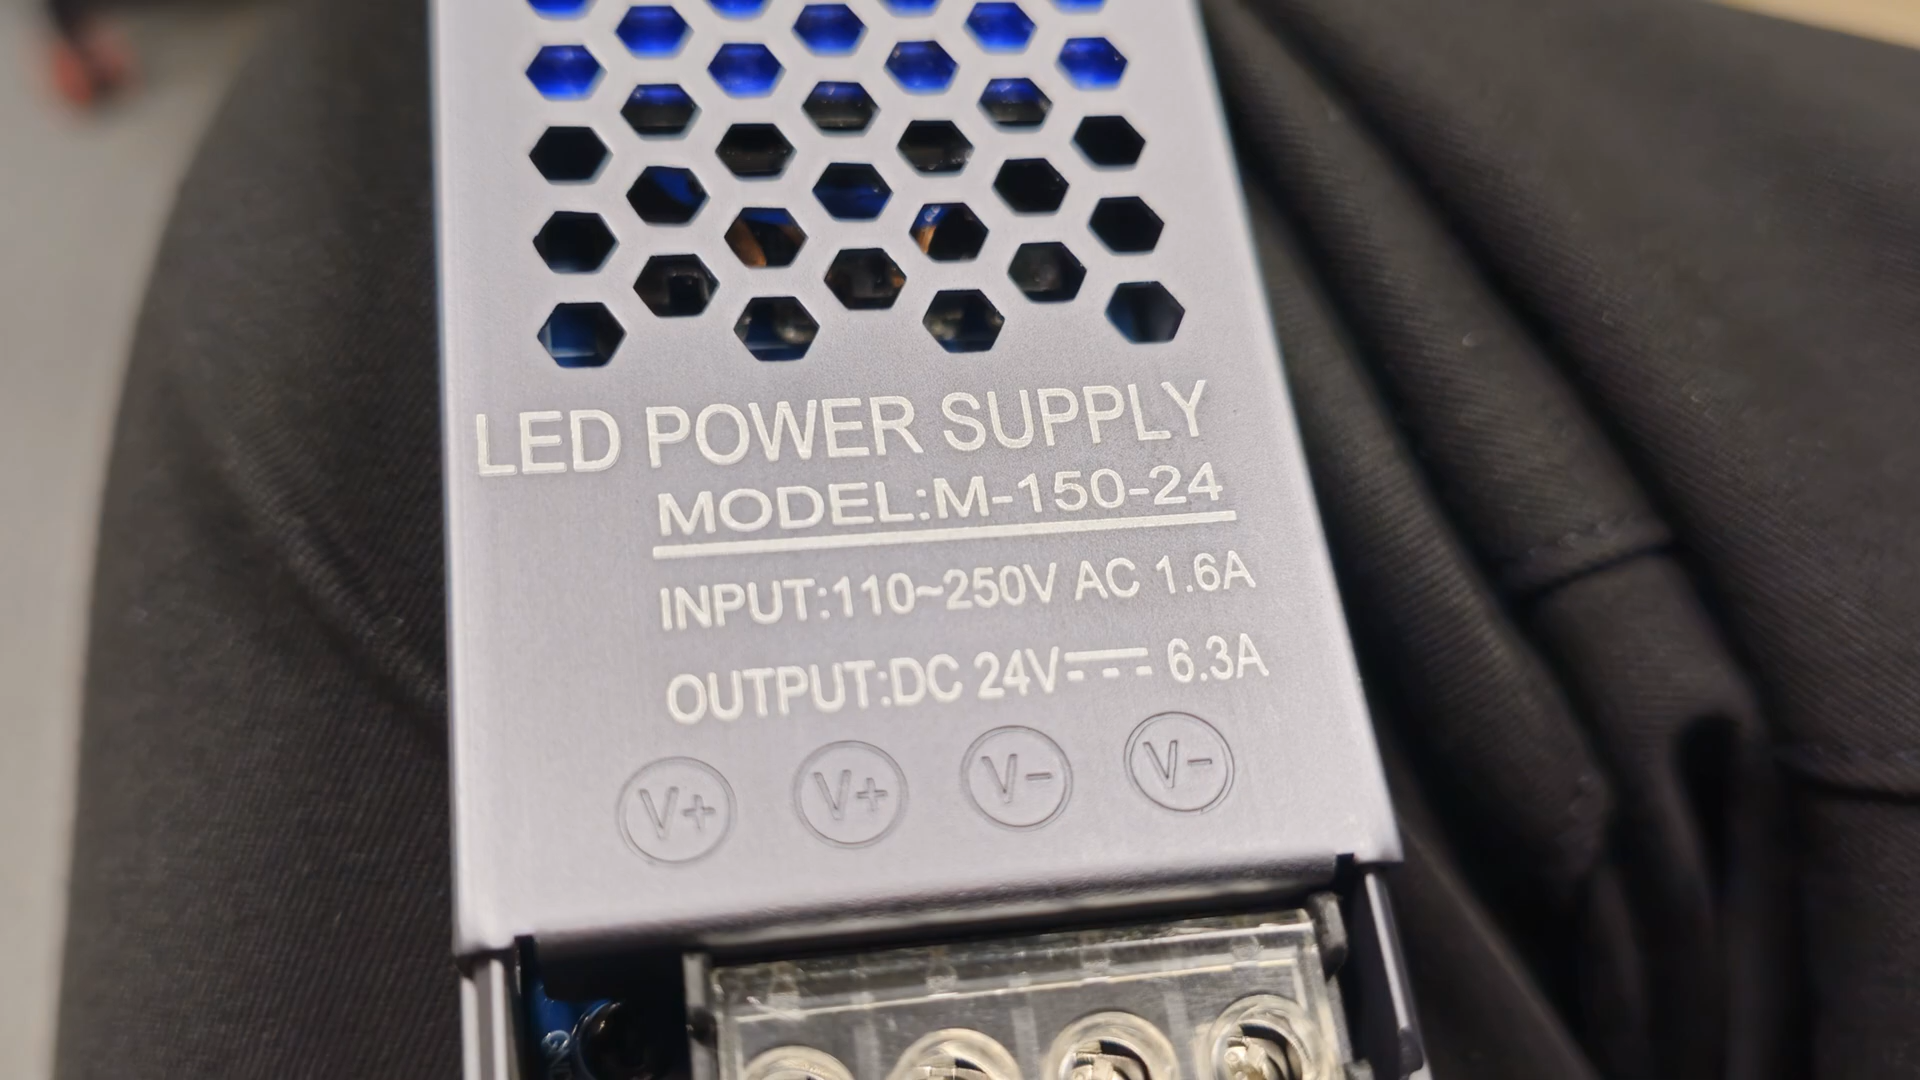 LED POWER SUPPLY
MODEL:M-150-24
INPUT:110~250V AC 1.6A
OUTPUT:DC 24V⎓ 6.3A
V+ V+ V- V-